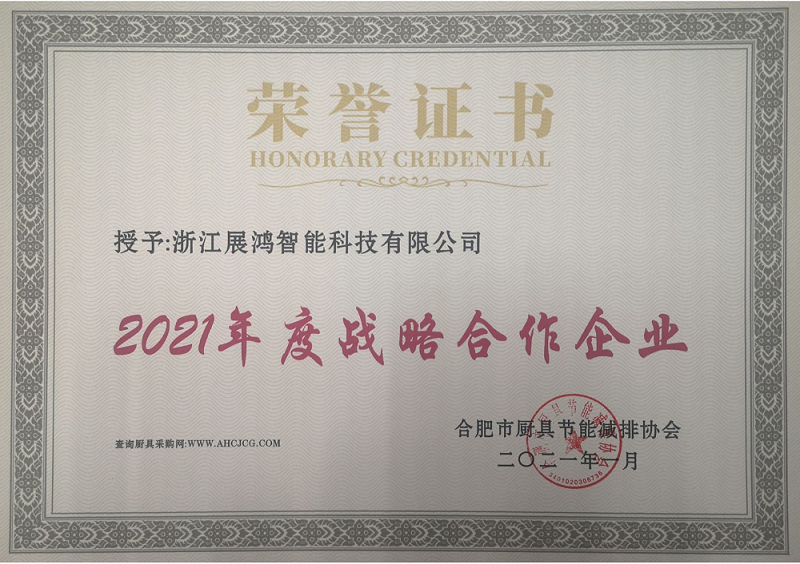 荣誉证书
HONORARY CREDENTIAL
授予:浙江展鸿智能科技有限公司
2021年度战略合作企业
查询厨具采购网:WWW.AHCJCG.COM
合肥市厨具节能减排协会
二〇二一年一月